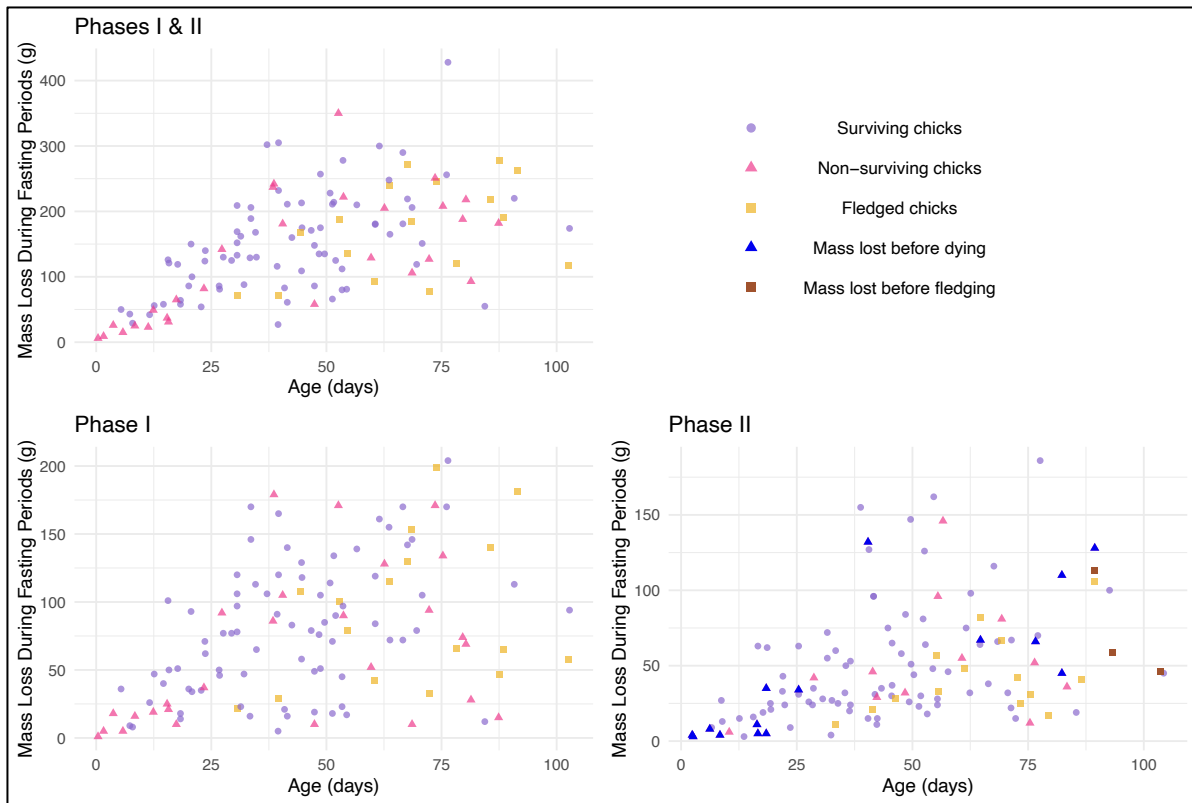 Phases I & II
Mass Loss During Fasting Periods (g)
400
300
200
100
0
0 25 50 75 100
Age (days)
Surviving chicks
Non−surviving chicks
Fledged chicks
Mass lost before dying
Mass lost before fledging
Phase I
Mass Loss During Fasting Periods (g)
200
150
100
50
0
0 25 50 75 100
Age (days)
Phase II
Mass Loss During Fasting Periods (g)
150
100
50
0
0 25 50 75 100
Age (days)